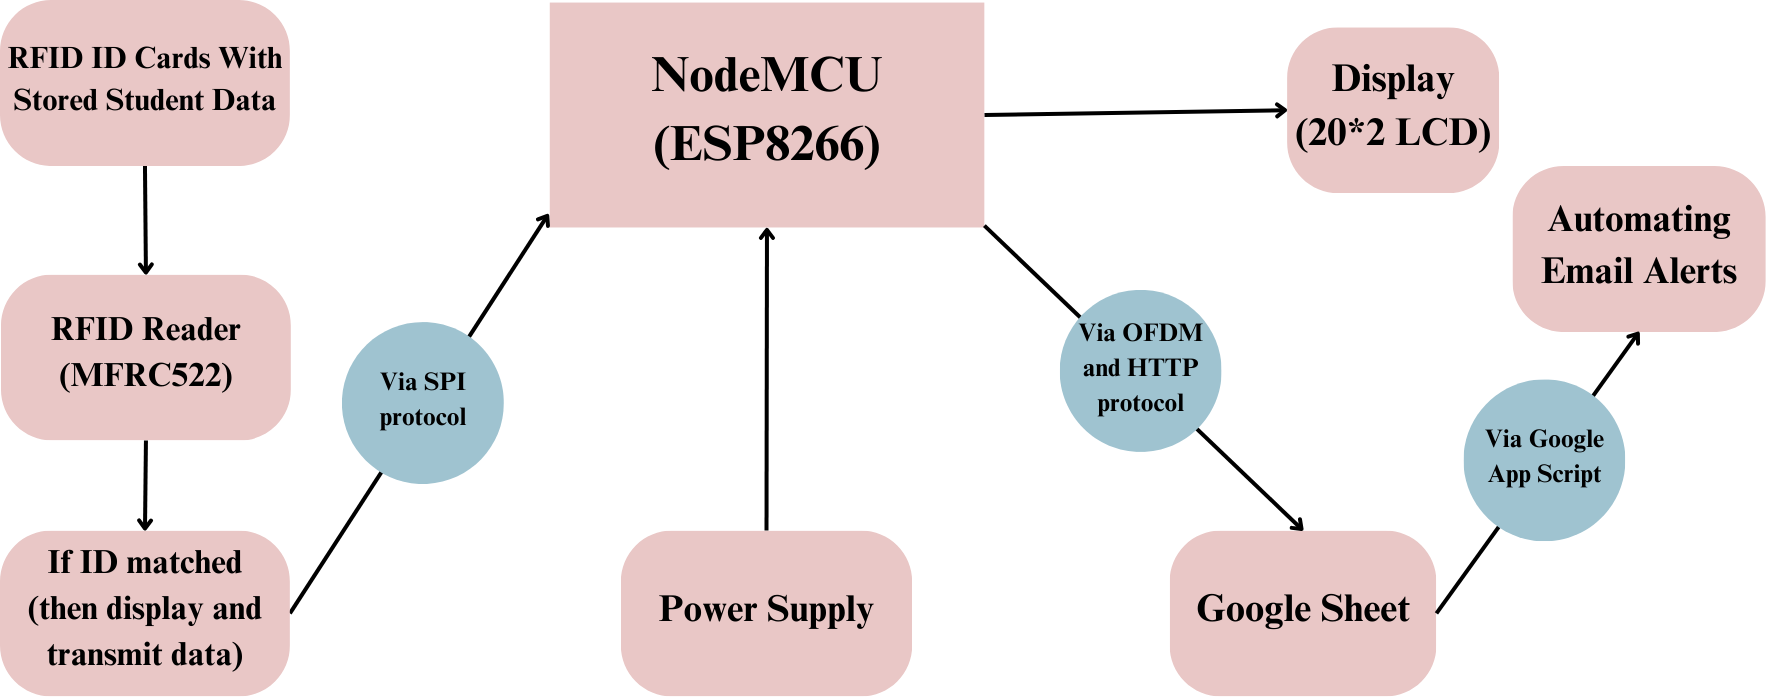 RFID ID Cards With
Stored Student Data
RFID Reader
(MFRC522)
If ID matched
(then display and
transmit data)
Via SPI
protocol
NodeMCU
(ESP8266)
Power Supply
Display
(20*2 LCD)
Via OFDM
and HTTP
protocol
Google Sheet
Via Google
App Script
Automating
Email Alerts